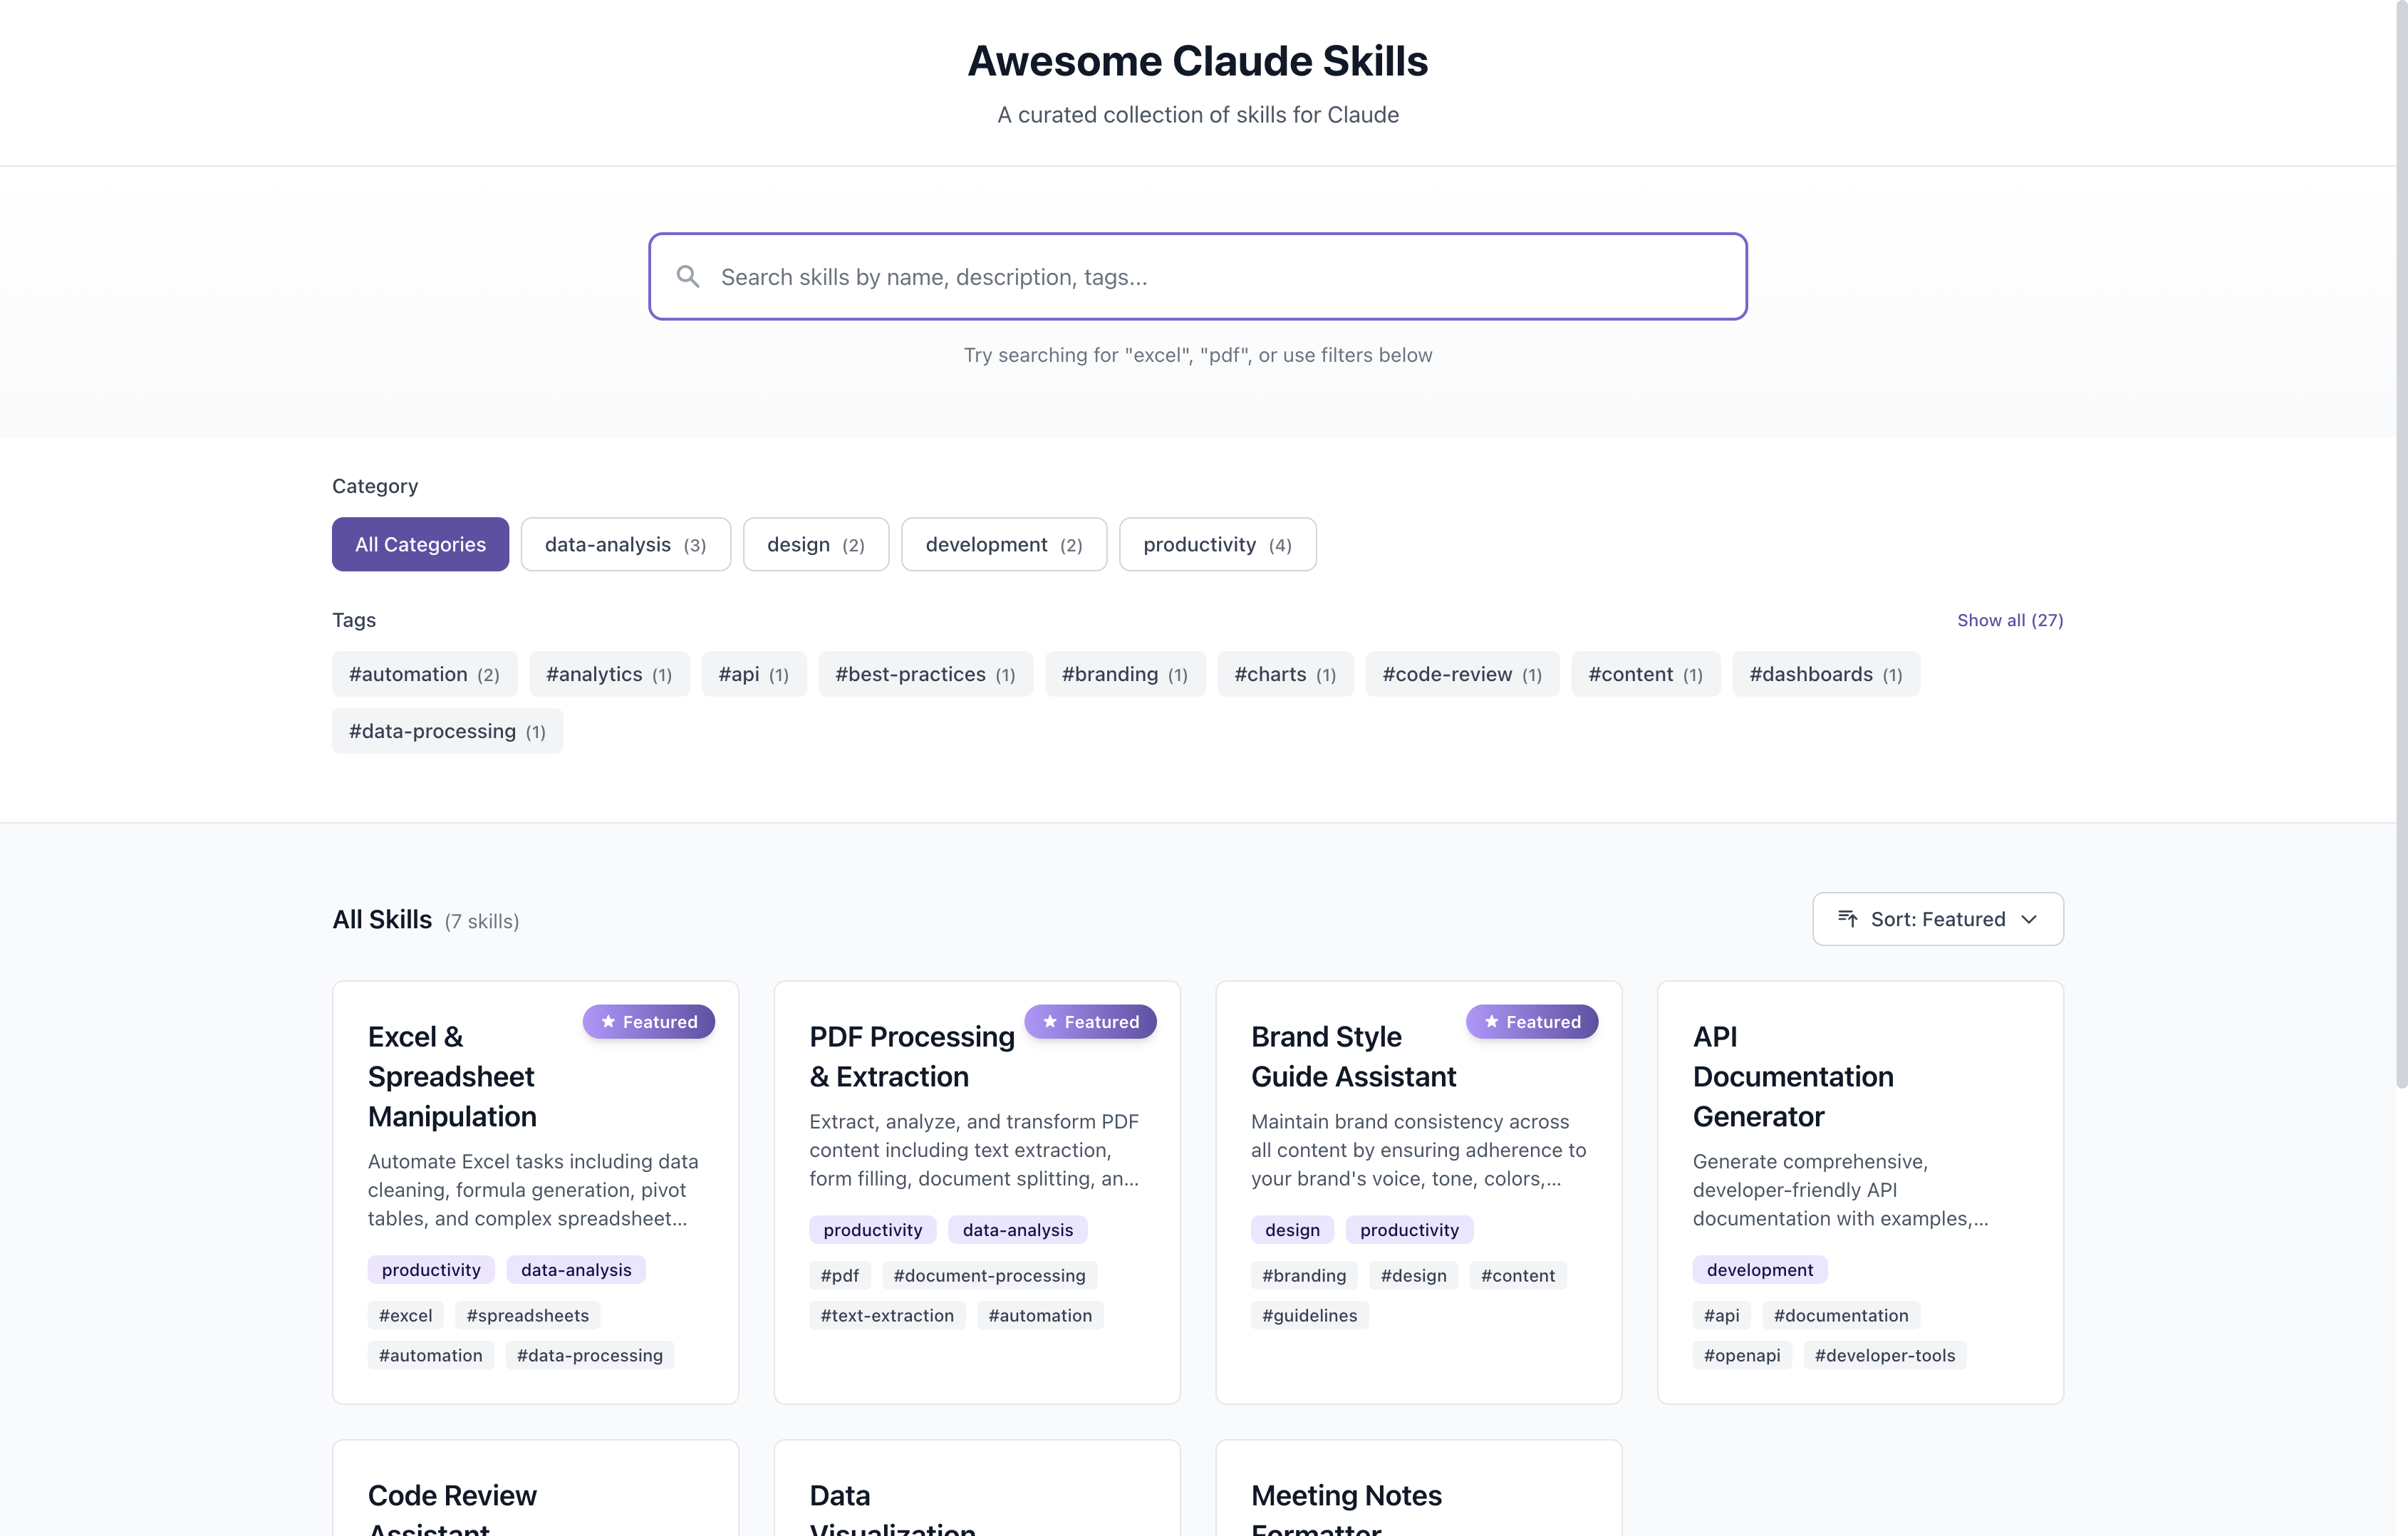 Awesome Claude Skills
A curated collection of skills for Claude
Search skills by name, description, tags...
Try searching for "excel", "pdf", or use filters below
Category
All Categories
data-analysis (3)
design (2)
development (2)
productivity (4)
Tags
Show all (27)
#automation (2)
#analytics (1)
#api (1)
#best-practices (1)
#branding (1)
#charts (1)
#code-review (1)
#content (1)
#dashboards (1)
#data-processing (1)
All Skills (7 skills)
Sort: Featured
Featured
Excel &
Spreadsheet
Manipulation
Automate Excel tasks including data
cleaning, formula generation, pivot
tables, and complex spreadsheet...
productivity data-analysis
#excel #spreadsheets
#automation #data-processing
Featured
PDF Processing
& Extraction
Extract, analyze, and transform PDF
content including text extraction,
form filling, document splitting, an...
productivity data-analysis
#pdf #document-processing
#text-extraction #automation
Featured
Brand Style
Guide Assistant
Maintain brand consistency across
all content by ensuring adherence to
your brand's voice, tone, colors,...
design productivity
#branding #design #content
#guidelines
API
Documentation
Generator
Generate comprehensive,
developer-friendly API
documentation with examples,...
development
#api #documentation
#openapi #developer-tools
Code Review
Assistant
Data
Visualization
Meeting Notes
Formatter